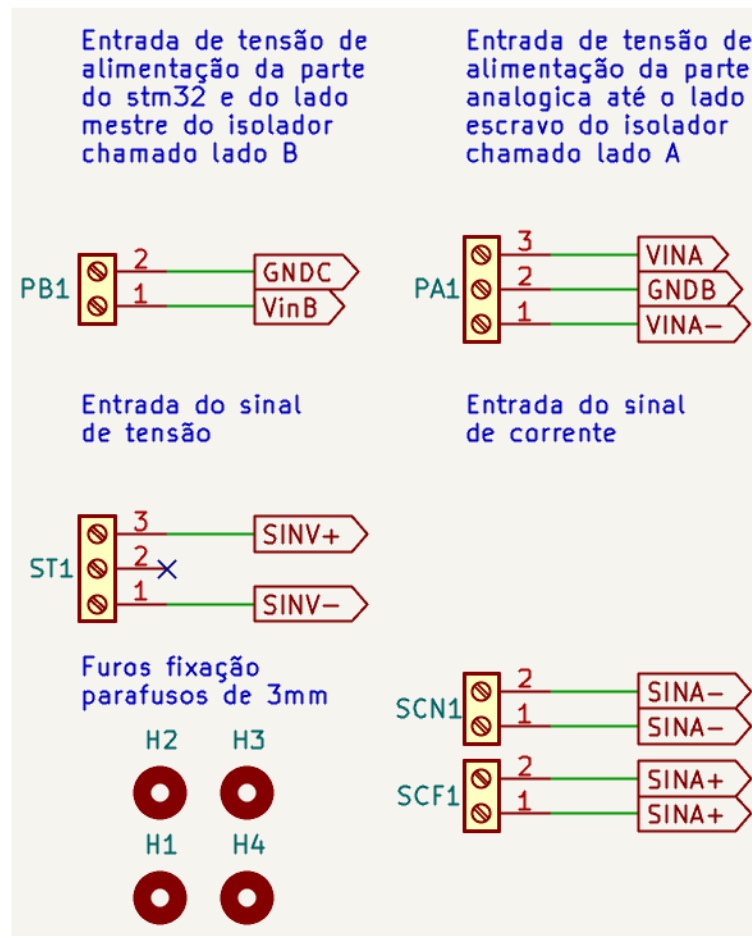 Entrada de tensão de
alimentação da parte
do stm32 e do lado
mestre do isolador
chamado lado B
Entrada de tensão de
alimentação da parte
analogica até o lado
escravo do isolador
chamado lado A
PB1
2
GNDC
1
VinB
PA1
3
VINA
2
GNDB
1
VINA-
Entrada do sinal
de tensão
Entrada do sinal
de corrente
ST1
3
SINV+
2
1
SINV-
Furos fixação
parafusos de 3mm
H2 H3
H1 H4
SCN1
2
SINA-
1
SINA-
SCF1
2
SINA+
1
SINA+